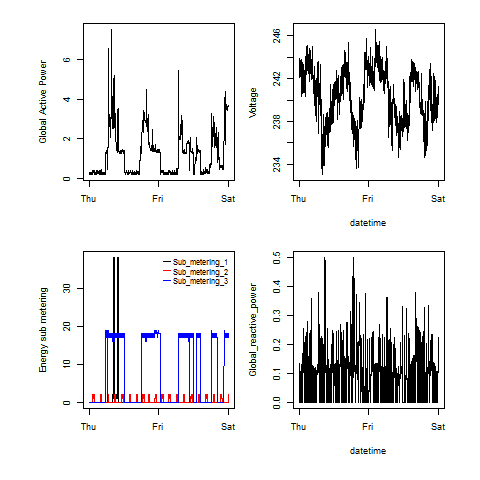 Global Active Power
0 2 4 6
Thu Fri Sat
Voltage
234 238 242 246
Thu Fri Sat
datetime
Energy sub metering
0 10 20 30
Sub_metering_1
Sub_metering_2
Sub_metering_3
Thu Fri Sat
Global_reactive_power
0.0 0.1 0.2 0.3 0.4 0.5
Thu Fri Sat
datetime